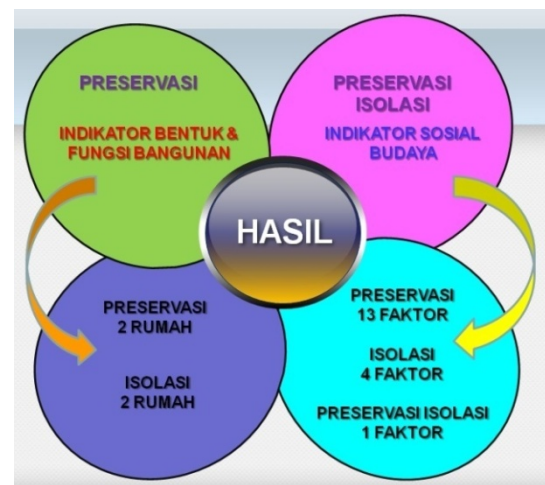 PRESERVASI
INDIKATOR BENTUK &
FUNGSI BANGUNAN
PRESERVASI
ISOLASI
INDIKATOR SOSIAL
BUDAYA
HASIL
PRESERVASI
2 RUMAH
ISOLASI
2 RUMAH
PRESERVASI
13 FAKTOR
ISOLASI
4 FAKTOR
PRESERVASI ISOLASI
1 FAKTOR